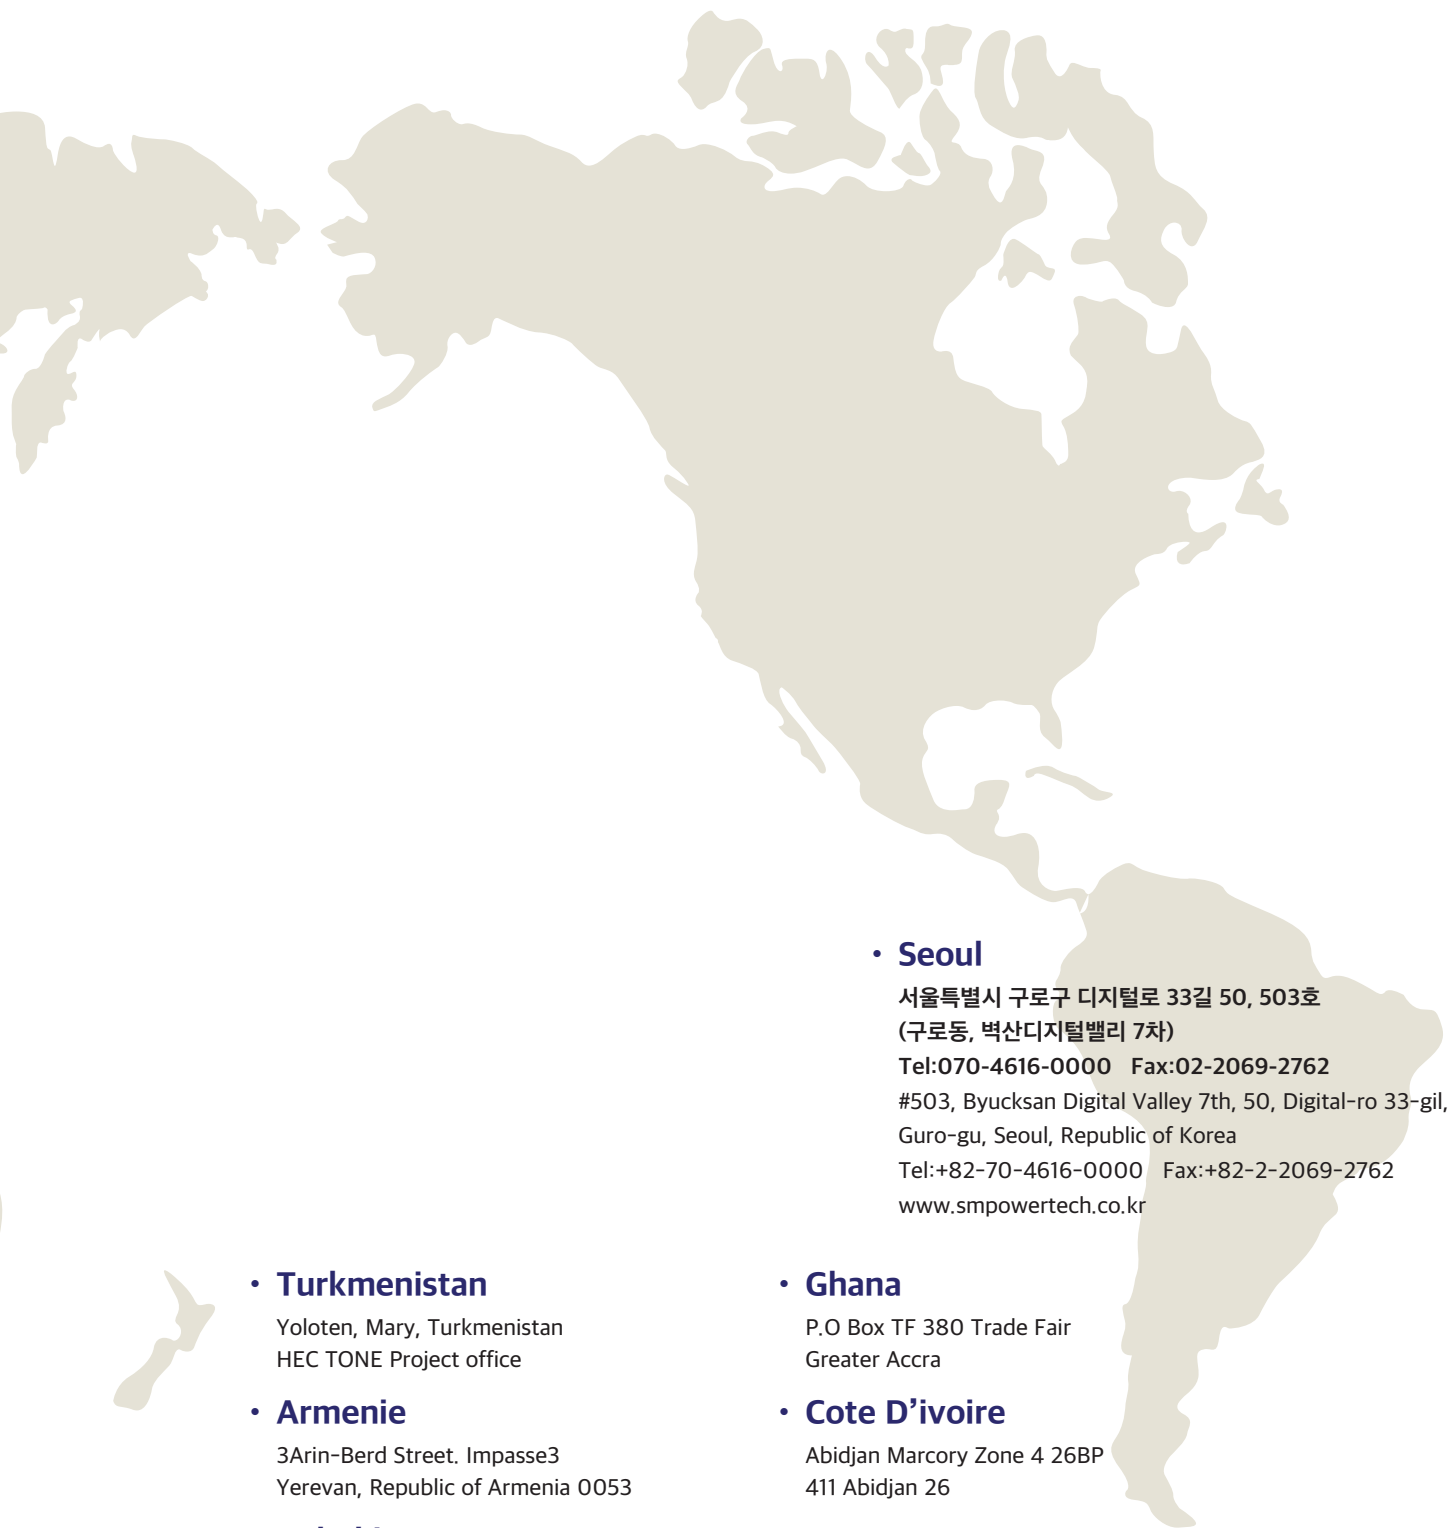 • Seoul
서울특별시 구로구 디지털로 33길 50, 503호
(구로동, 벽산디지털밸리 7차)
Tel:070-4616-0000 Fax:02-2069-2762
#503, Byucksan Digital Valley 7th, 50, Digital-ro 33-gil,
Guro-gu, Seoul, Republic of Korea
Tel:+82-70-4616-0000 Fax:+82-2-2069-2762
www.smpowertech.co.kr
• Turkmenistan
Yoloten, Mary, Turkmenistan
HEC TONE Project office
• Armenie
3Arin-Berd Street. Impasse3
Yerevan, Republic of Armenia 0053
• Ghana
P.O Box TF 380 Trade Fair
Greater Accra
• Cote D’ivoire
Abidjan Marcory Zone 4 26BP
411 Abidjan 26